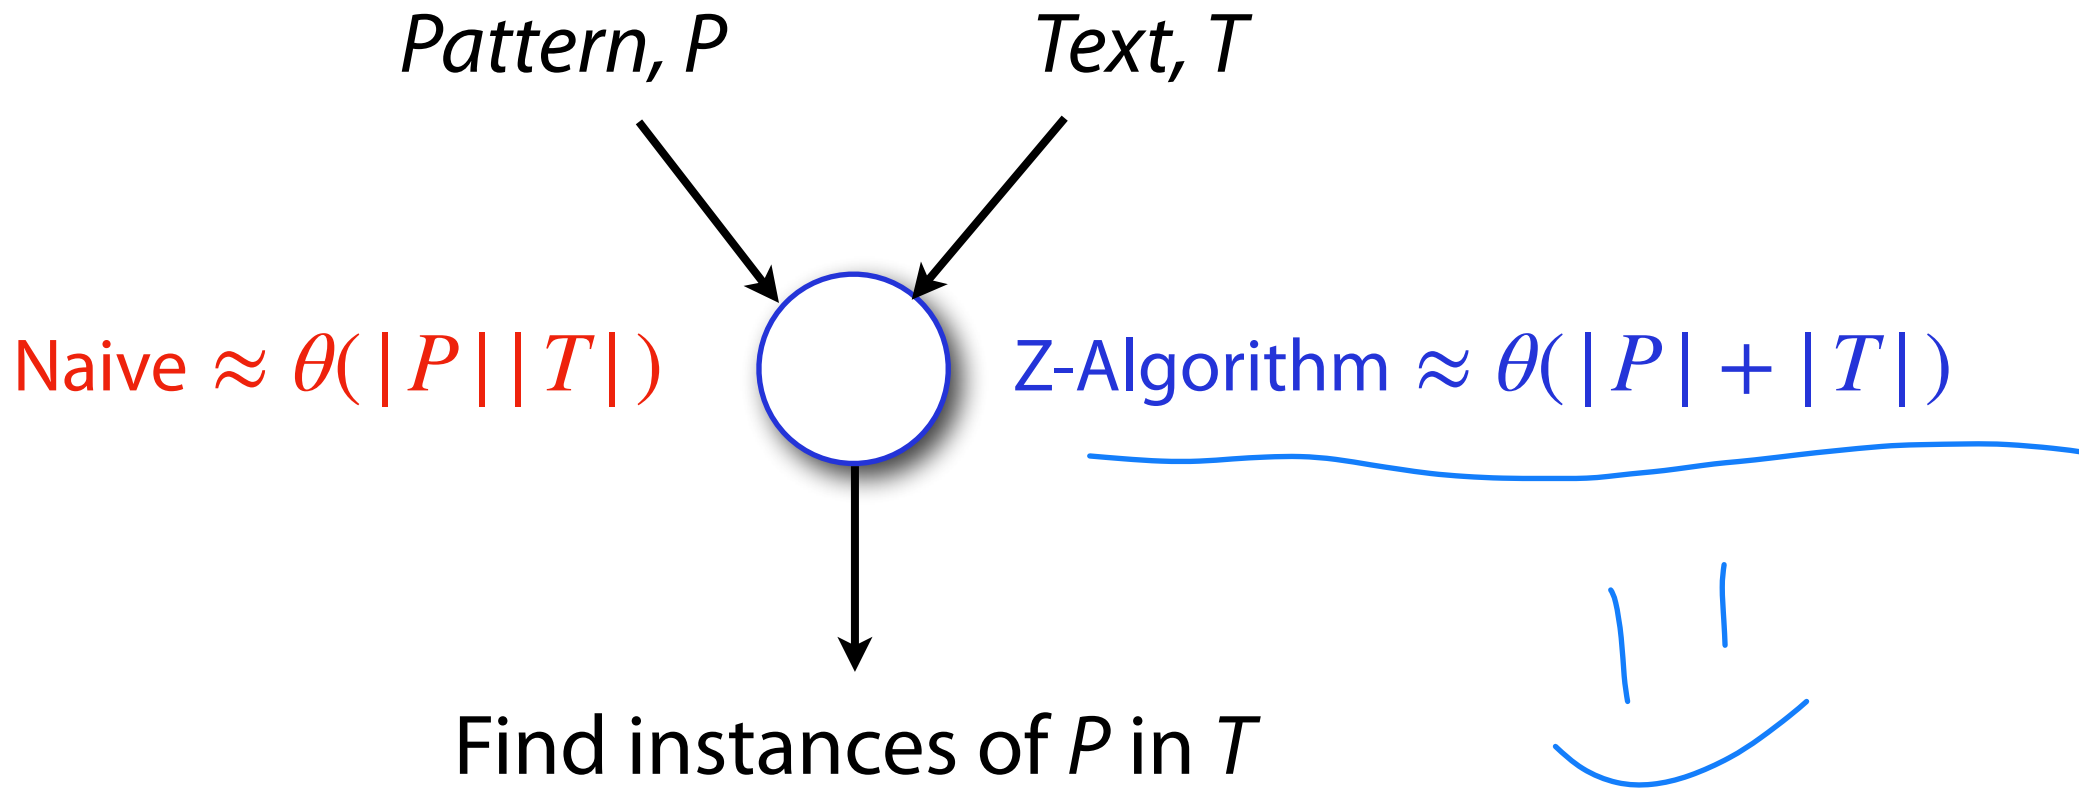 Pattern, P
Text, T
Naive ≈ θ(|P||T|)
Z-Algorithm ≈ θ(|P| + |T|)
Find instances of P in T